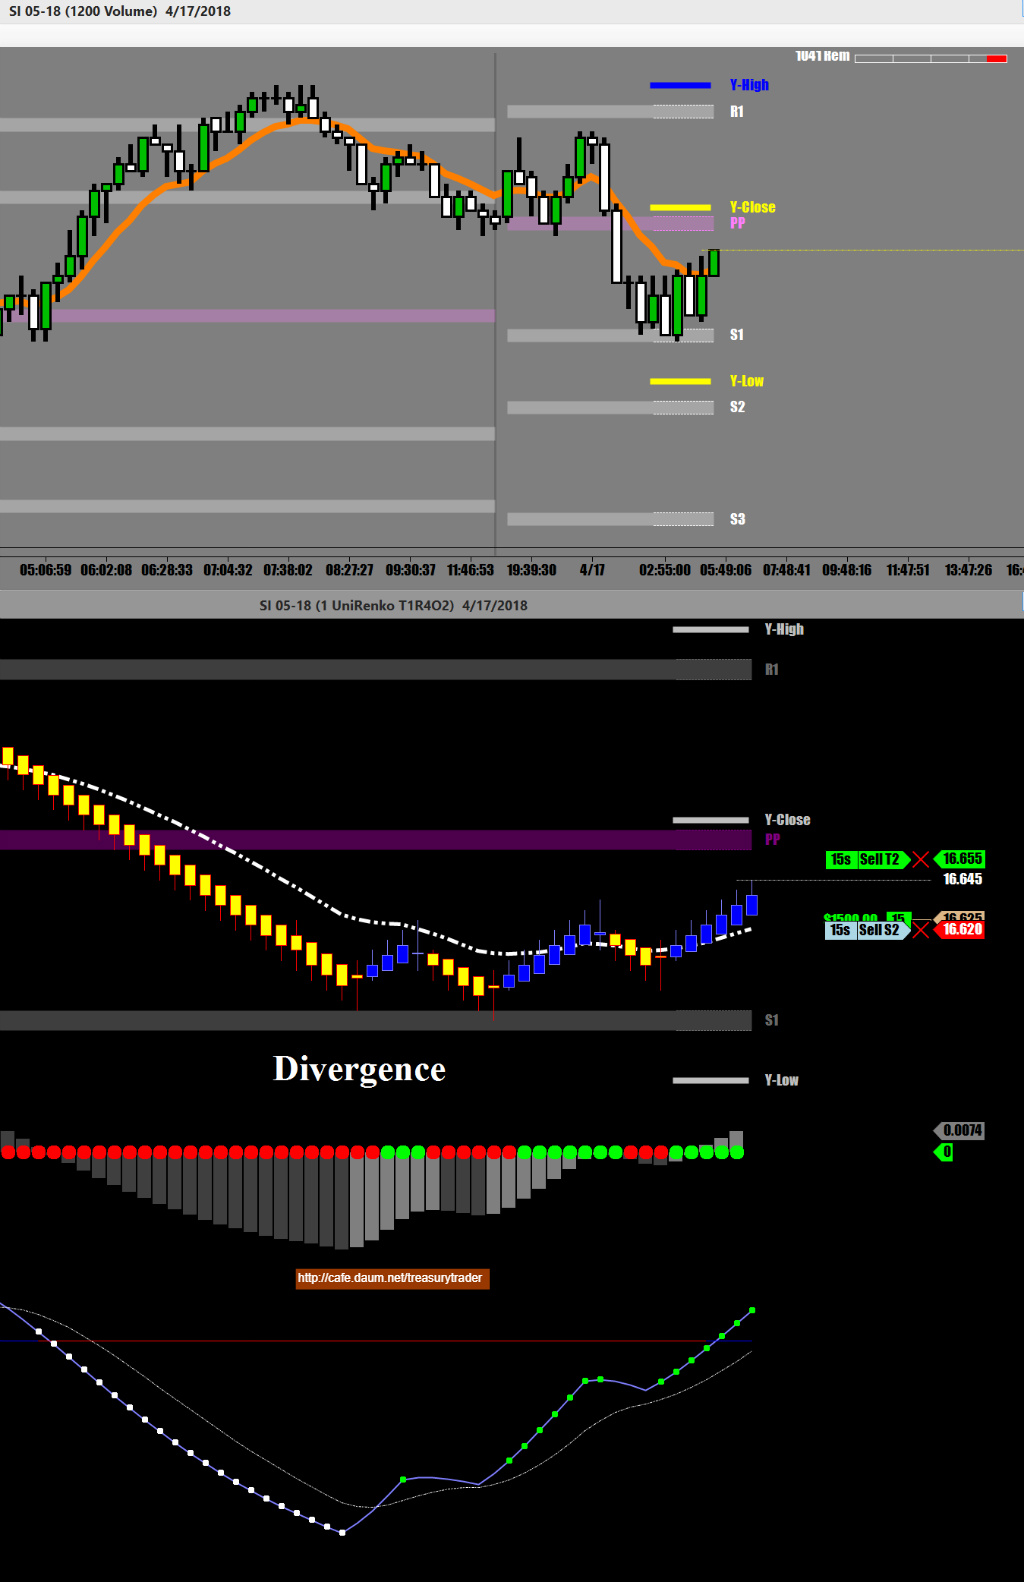 SI 05-18 (1200 Volume)  4/17/2018
1041 Rem
Y-High
R1
Y-Close
PP
S1
Y-Low
S2
S3
05:06:59 06:02:08 06:28:33 07:04:32 07:38:02 08:27:27 09:30:37 11:46:53 19:39:30 4/17 02:55:00 05:49:06 07:48:41 09:48:16 11:47:51 13:47:26
SI 05-18 (1 UniRenko T1R4O2)  4/17/2018
Y-High
R1
Y-Close
PP
15s Sell T2 16.655
16.645
$1500.00 15 16.625
15s Sell S2 16.620
S1
Divergence
Y-Low
0.0074
0
http://cafe.daum.net/treasurytrader